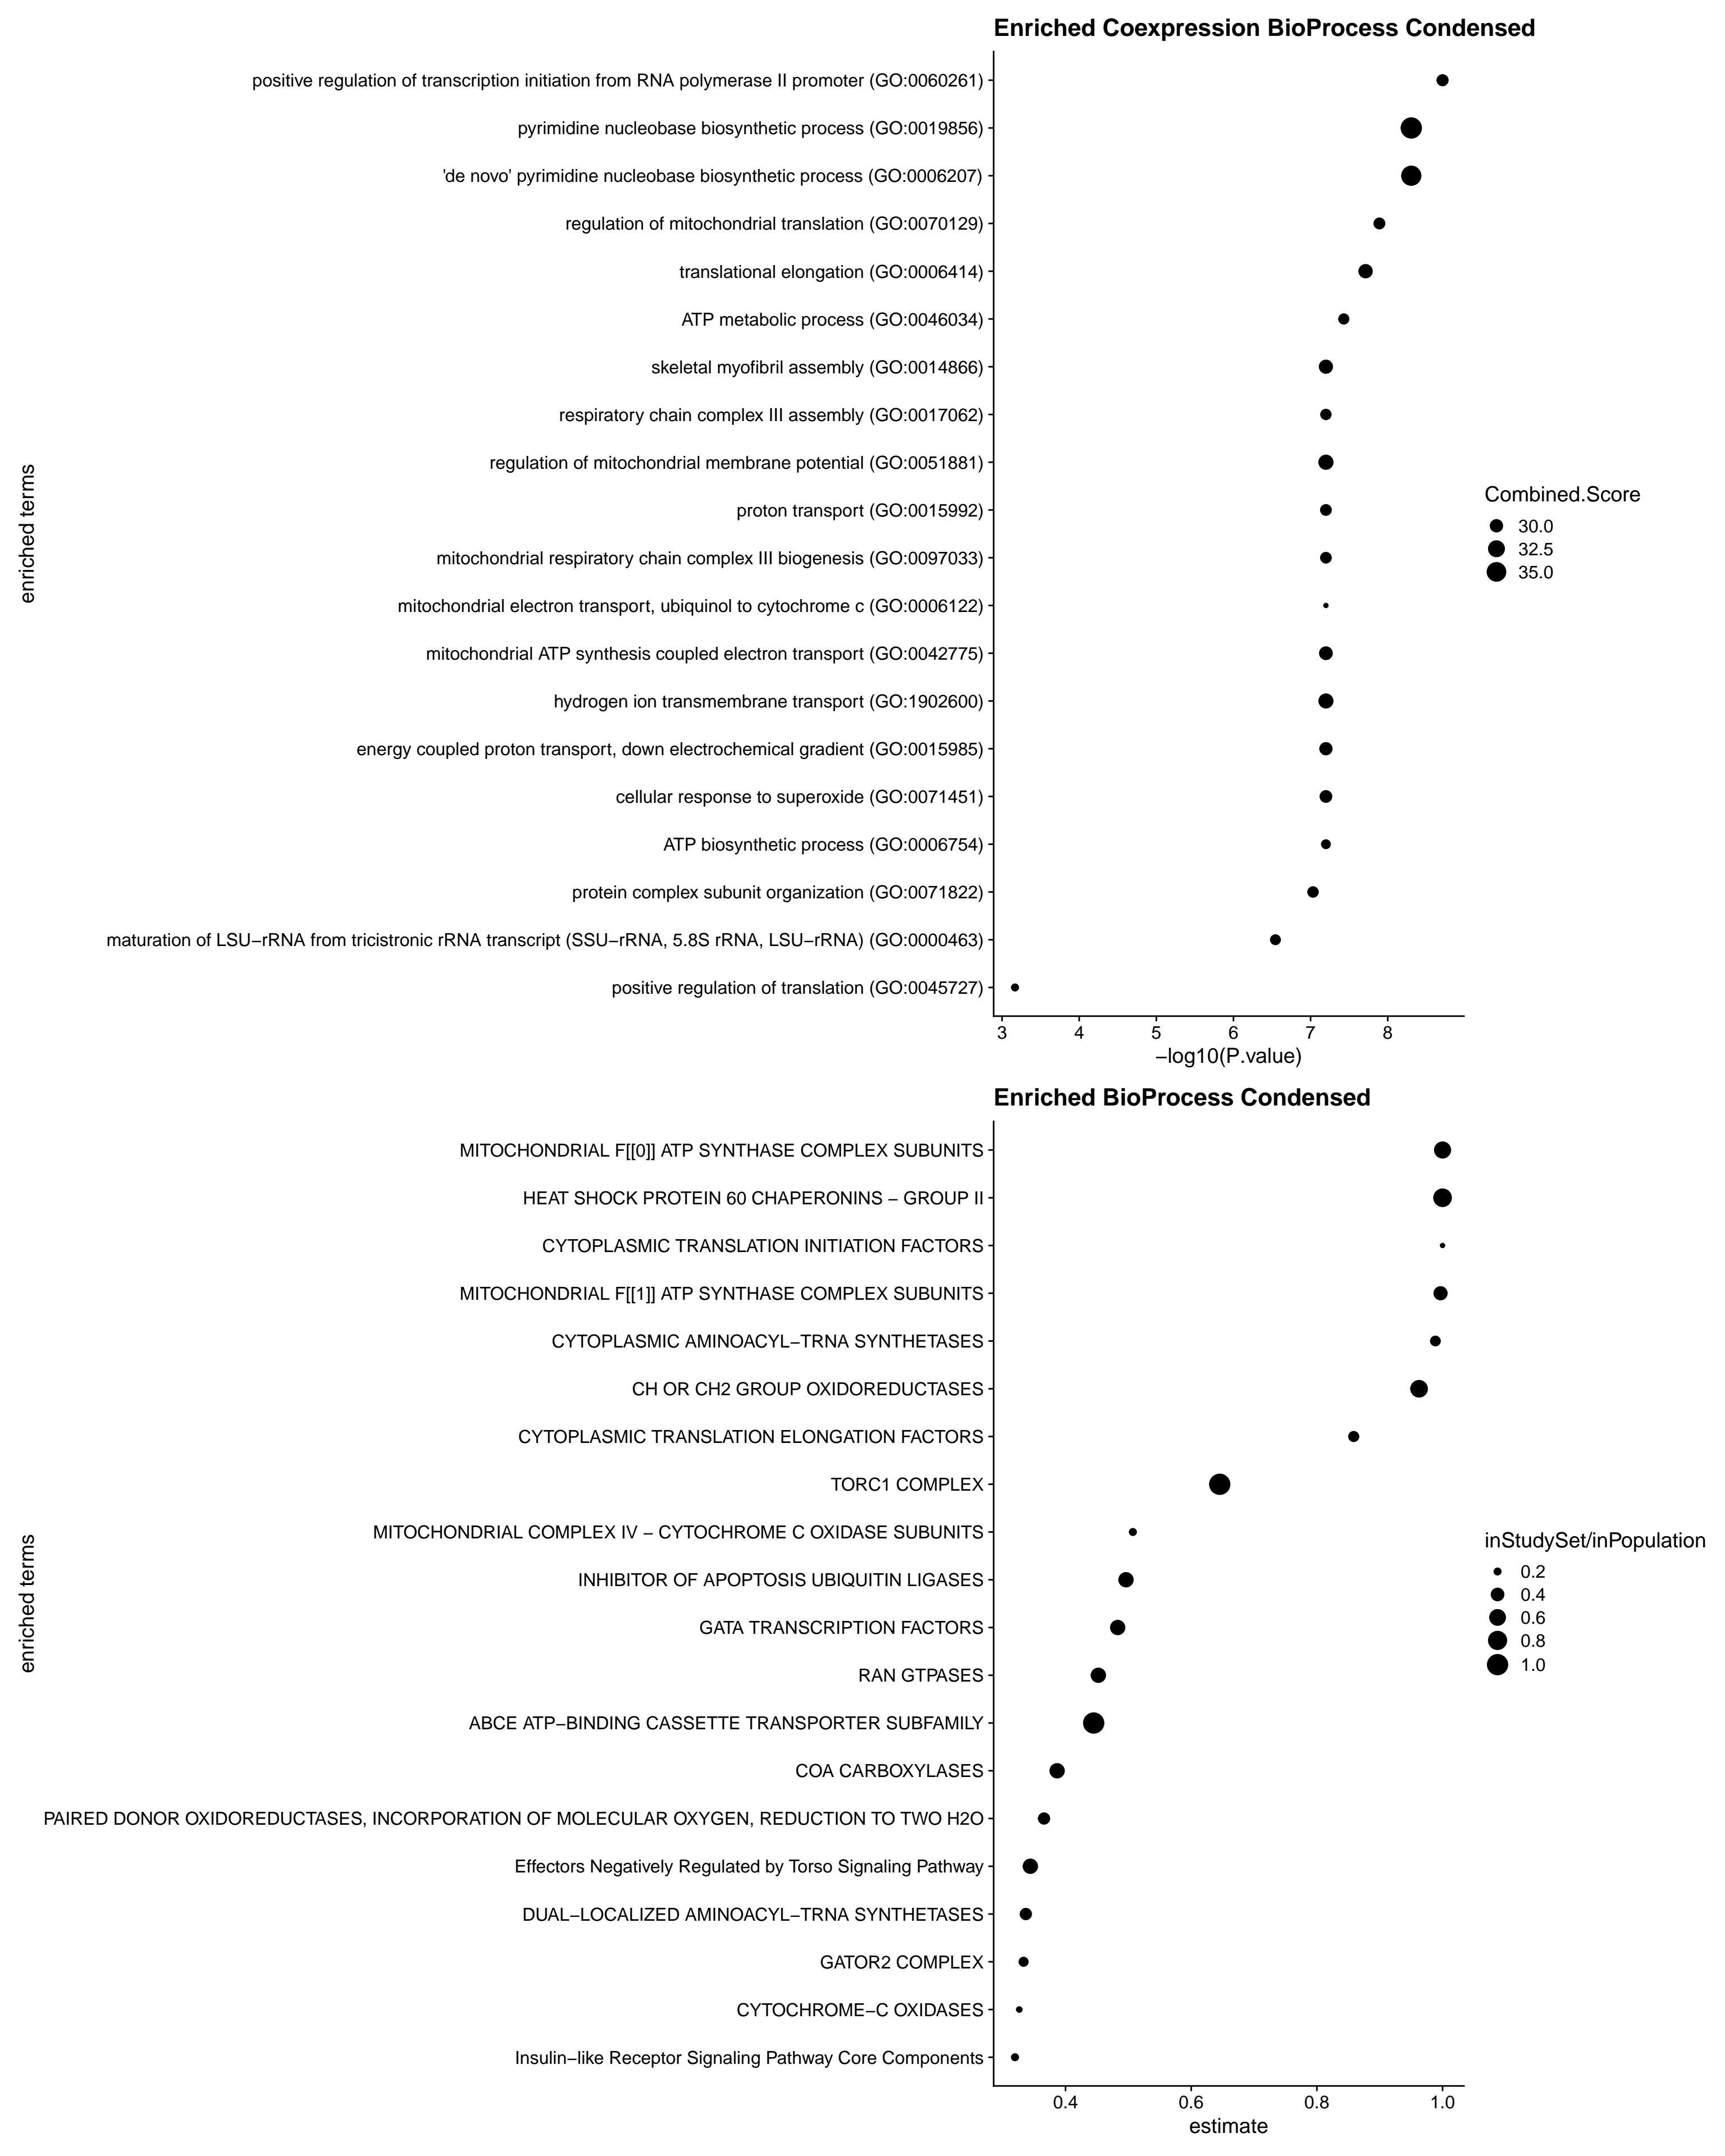 Enriched Coexpression BioProcess Condensed
positive regulation of transcription initiation from RNA polymerase II promoter (GO:0060261)
pyrimidine nucleobase biosynthetic process (GO:0019856)
'de novo' pyrimidine nucleobase biosynthetic process (GO:0006207)
regulation of mitochondrial translation (GO:0070129)
translational elongation (GO:0006414)
ATP metabolic process (GO:0046034)
skeletal myofibril assembly (GO:0014866)
respiratory chain complex III assembly (GO:0017062)
regulation of mitochondrial membrane potential (GO:0051881)
proton transport (GO:0015992)
mitochondrial respiratory chain complex III biogenesis (GO:0097033)
mitochondrial electron transport, ubiquinol to cytochrome c (GO:0006122)
mitochondrial ATP synthesis coupled electron transport (GO:0042775)
hydrogen ion transmembrane transport (GO:1902600)
energy coupled proton transport, down electrochemical gradient (GO:0015985)
cellular response to superoxide (GO:0071451)
ATP biosynthetic process (GO:0006754)
protein complex subunit organization (GO:0071822)
maturation of LSU−rRNA from tricistronic rRNA transcript (SSU−rRNA, 5.8S rRNA, LSU−rRNA) (GO:0000463)
positive regulation of translation (GO:0045727)
enriched terms
3 4 5 6 7 8
−log10(P.value)
Combined.Score
30.0
32.5
35.0
Enriched BioProcess Condensed
MITOCHONDRIAL F[[0]] ATP SYNTHASE COMPLEX SUBUNITS
HEAT SHOCK PROTEIN 60 CHAPERONINS − GROUP II
CYTOPLASMIC TRANSLATION INITIATION FACTORS
MITOCHONDRIAL F[[1]] ATP SYNTHASE COMPLEX SUBUNITS
CYTOPLASMIC AMINOACYL−TRNA SYNTHETASES
CH OR CH2 GROUP OXIDOREDUCTASES
CYTOPLASMIC TRANSLATION ELONGATION FACTORS
TORC1 COMPLEX
MITOCHONDRIAL COMPLEX IV − CYTOCHROME C OXIDASE SUBUNITS
INHIBITOR OF APOPTOSIS UBIQUITIN LIGASES
GATA TRANSCRIPTION FACTORS
RAN GTPASES
ABCE ATP−BINDING CASSETTE TRANSPORTER SUBFAMILY
COA CARBOXYLASES
PAIRED DONOR OXIDOREDUCTASES, INCORPORATION OF MOLECULAR OXYGEN, REDUCTION TO TWO H2O
Effectors Negatively Regulated by Torso Signaling Pathway
DUAL−LOCALIZED AMINOACYL−TRNA SYNTHETASES
GATOR2 COMPLEX
CYTOCHROME−C OXIDASES
Insulin−like Receptor Signaling Pathway Core Components
enriched terms
0.4 0.6 0.8 1.0
estimate
inStudySet/inPopulation
0.2
0.4
0.6
0.8
1.0